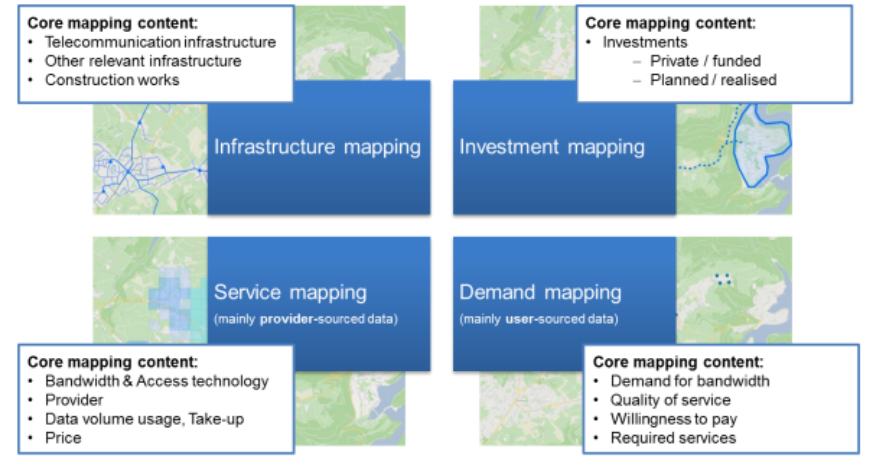 Core mapping content:
• Telecommunication infrastructure
• Other relevant infrastructure
• Construction works
Infrastructure mapping
Core mapping content:
• Investments
– Private / funded
– Planned / realised
Investment mapping
Service mapping
(mainly provider-sourced data)
Core mapping content:
• Bandwidth & Access technology
• Provider
• Data volume usage, Take-up
• Price
Demand mapping
(mainly user-sourced data)
Core mapping content:
• Demand for bandwidth
• Quality of service
• Willingness to pay
• Required services